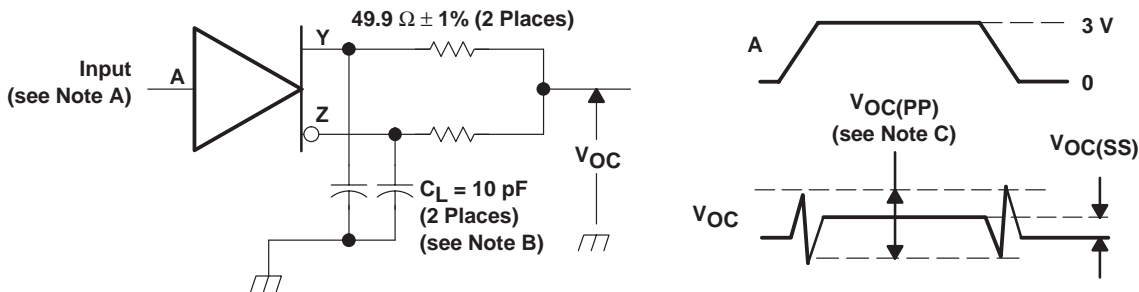 49.9 Ω ± 1% (2 Places)
Y
Input
(see Note A)
A
Z
VOC
CL = 10 pF
(2 Places)
(see Note B)
A
3 V
0
VOC(PP)
(see Note C)
VOC(SS)
VOC